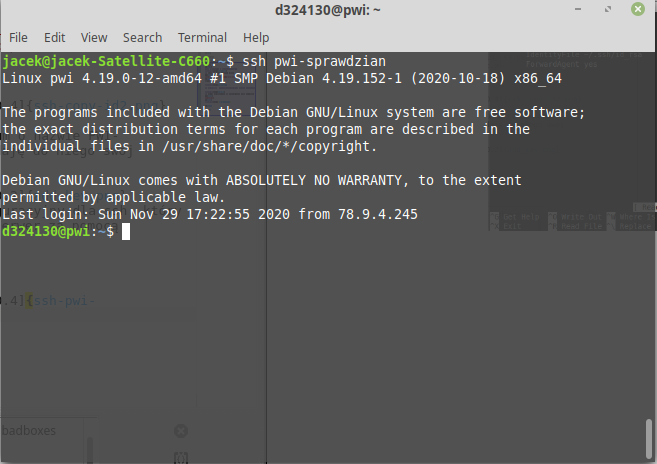 d324130@pwi: ~
File Edit View Search Terminal Help
jacek@jacek-Satellite-C660:~$ ssh pwi-sprawdzian
Linux pwi 4.19.0-12-amd64 #1 SMP Debian 4.19.152-1 (2020-10-18) x86_64
The programs included with the Debian GNU/Linux system are free software;
the exact distribution terms for each program are described in the
individual files in /usr/share/doc/*/copyright.
Debian GNU/Linux comes with ABSOLUTELY NO WARRANTY, to the extent
permitted by applicable law.
Last login: Sun Nov 29 17:22:55 2020 from 78.9.4.245
d324130@pwi:~$
.4]{ssh-pwi-
badboxes